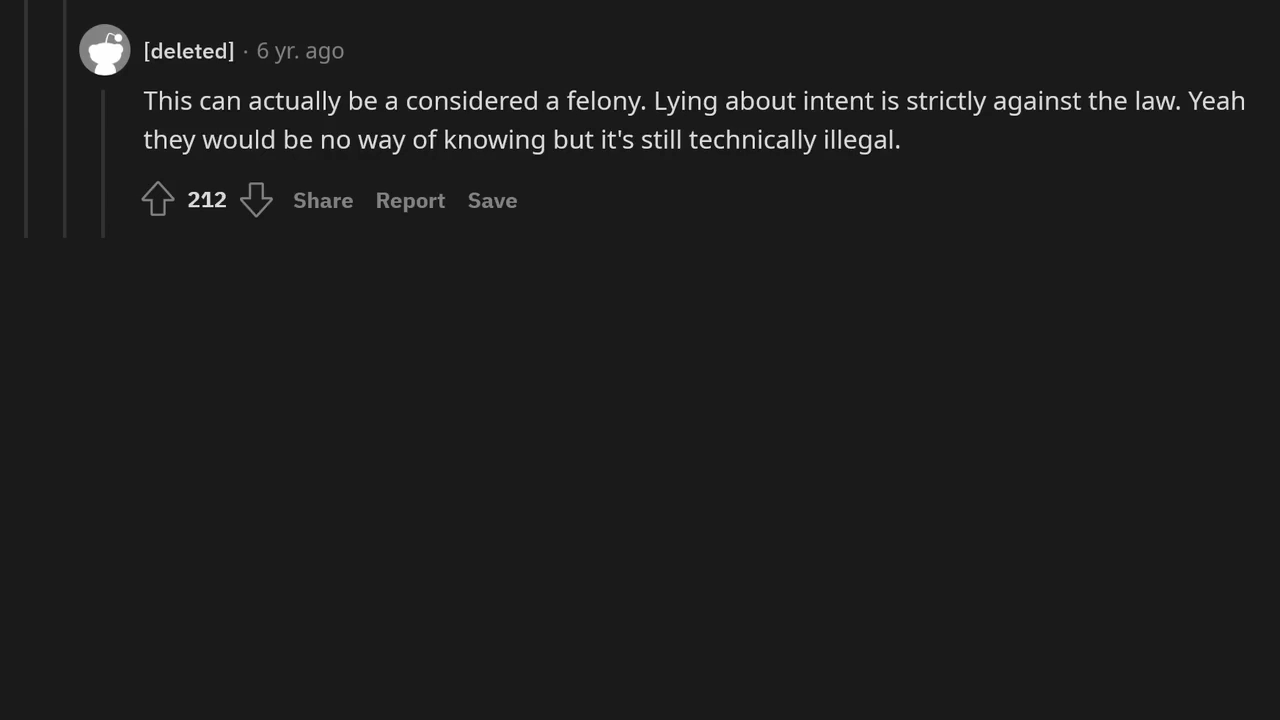 [deleted] · 6 yr. ago
This can actually be a considered a felony. Lying about intent is strictly against the law. Yeah
they would be no way of knowing but it's still technically illegal.
212 Share Report Save